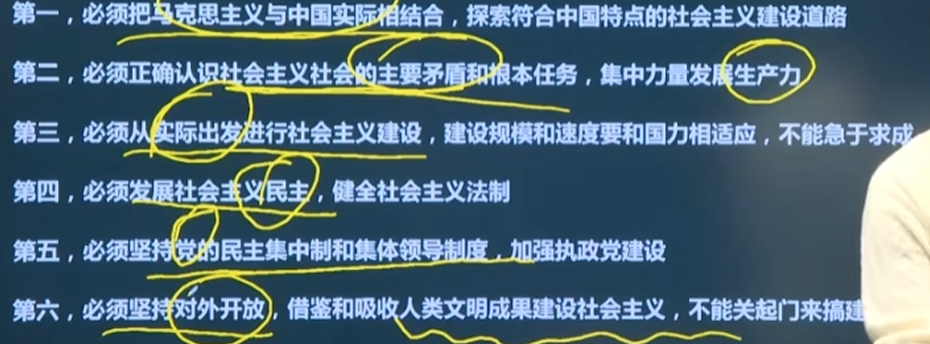 第一，必须把马克思主义与中国实际相结合，探索符合中国特点的社会主义建设道路
第二，必须正确认识社会主义社会的主要矛盾和根本任务，集中力量发展生产力
第三，必须从实际出发进行社会主义建设，建设规模和速度要和国力相适应，不能急于求成
第四，必须发展社会主义民主，健全社会主义法制
第五，必须坚持党的民主集中制和集体领导制度，加强执政党建设
第六，必须坚持对外开放，借鉴和吸收人类文明成果建设社会主义，不能关起门来搞建